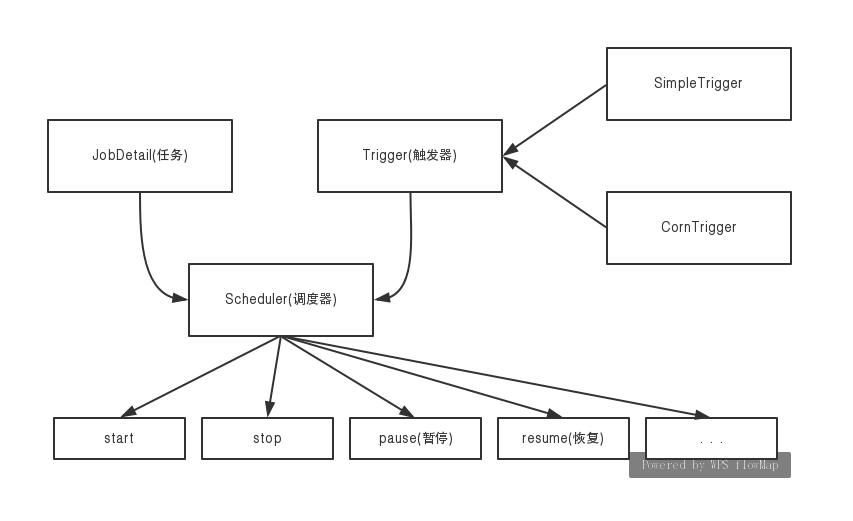 SimpleTrigger
JobDetail(任务)
Trigger(触发器)
CornTrigger
Scheduler(调度器)
start
stop
pause(暂停)
resume(恢复)
. . .
Powered by WPS FlowMap